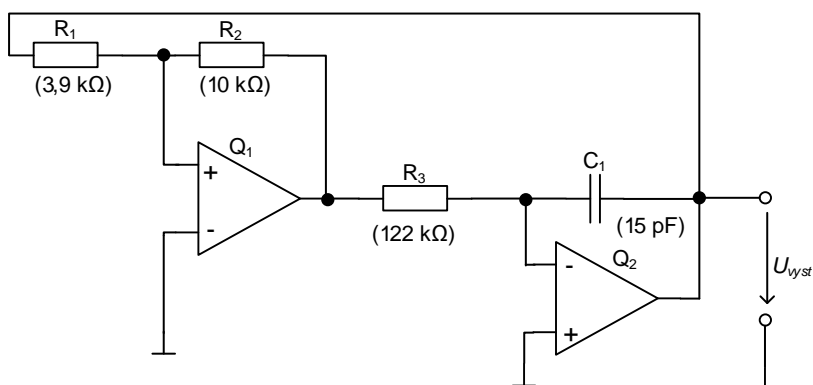 R₁
R₂
(3,9 kΩ)
(10 kΩ)
Q₁
+
-
R₃
(122 kΩ)
C₁
(15 pF)
Q₂
-
+
Uvyst